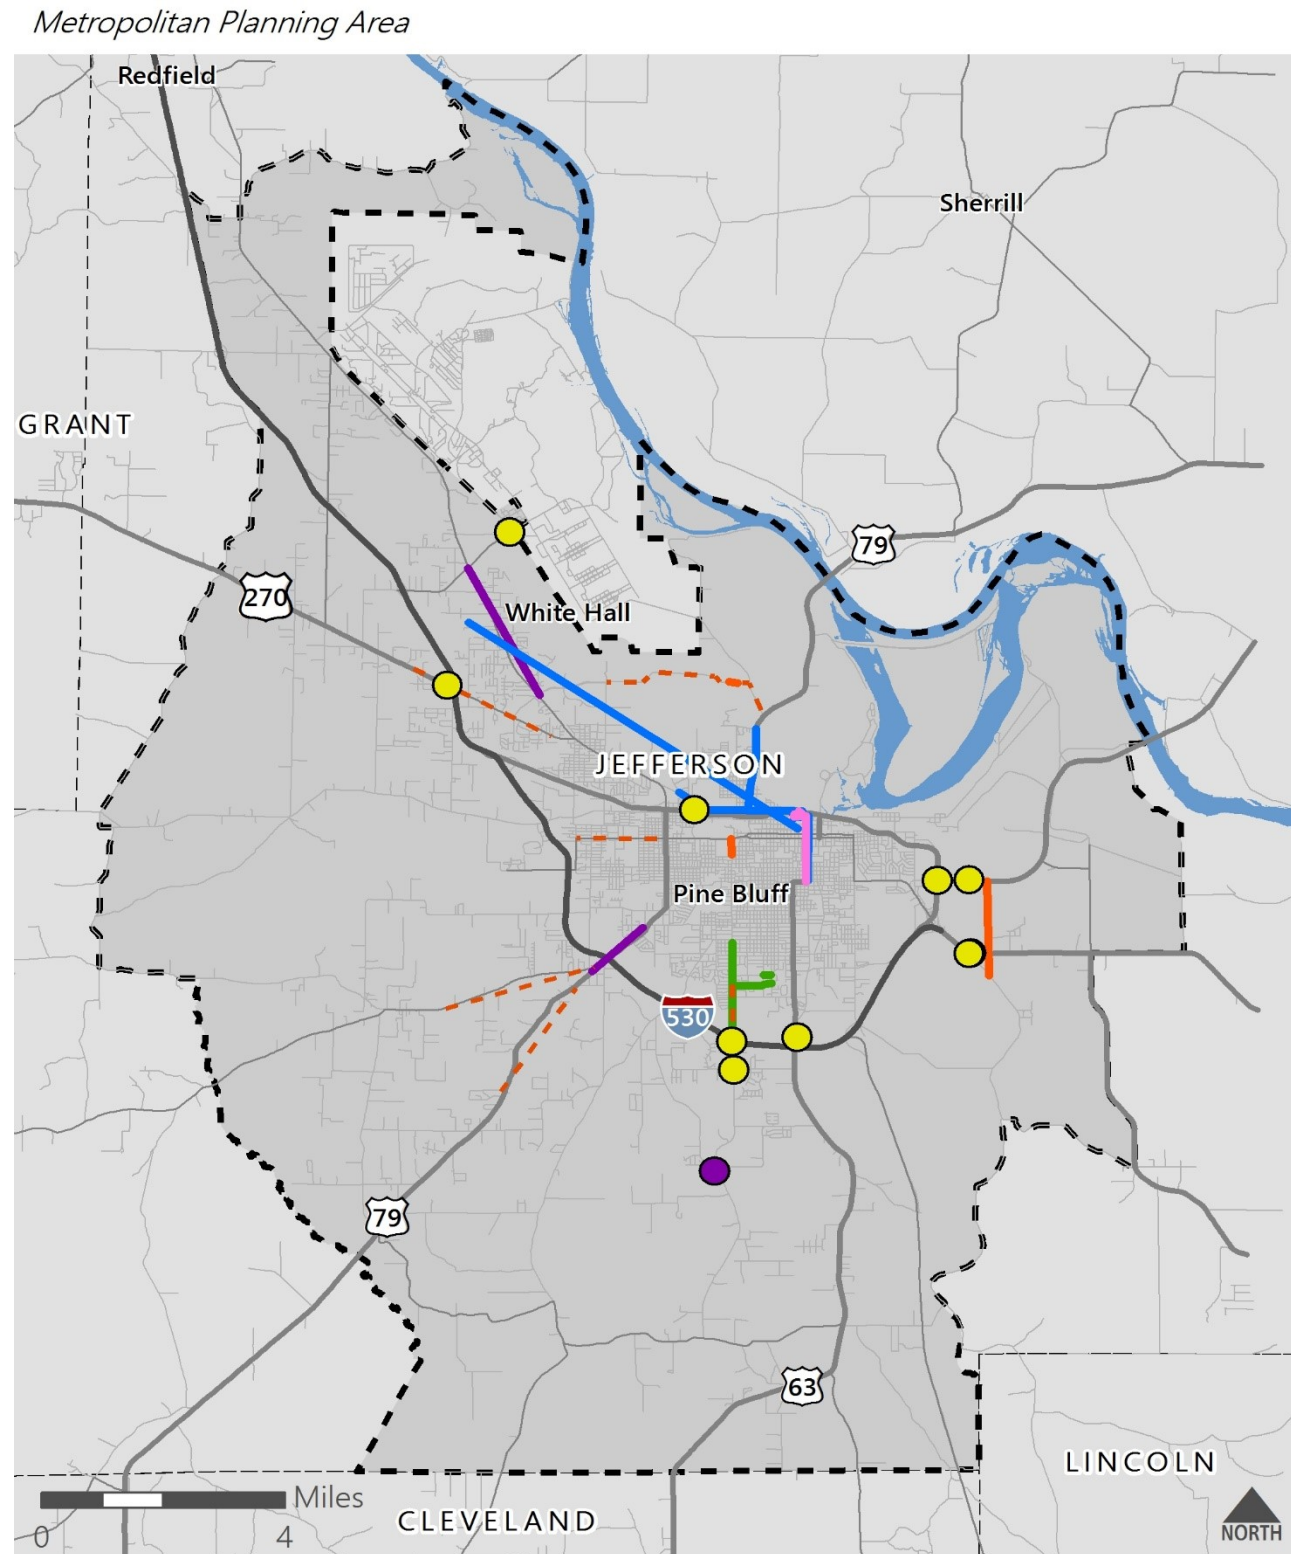 Metropolitan Planning Area
Redfield
Sherrill
GRANT
79
270
White Hall
JEFFERSON
Pine Bluff
530
79
63
LINCOLN
Miles
0 4
CLEVELAND
NORTH